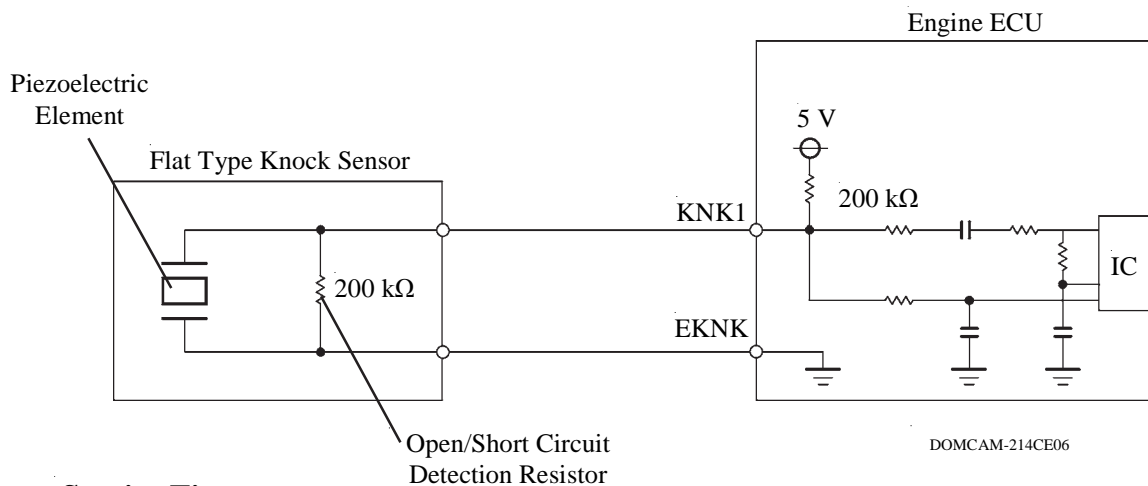 Engine ECU
Piezoelectric
Element
5 V
Flat Type Knock Sensor
KNK1
200 kΩ
IC
200 kΩ
EKNK
Open/Short Circuit
Detection Resistor
DOMCAM-214CE06